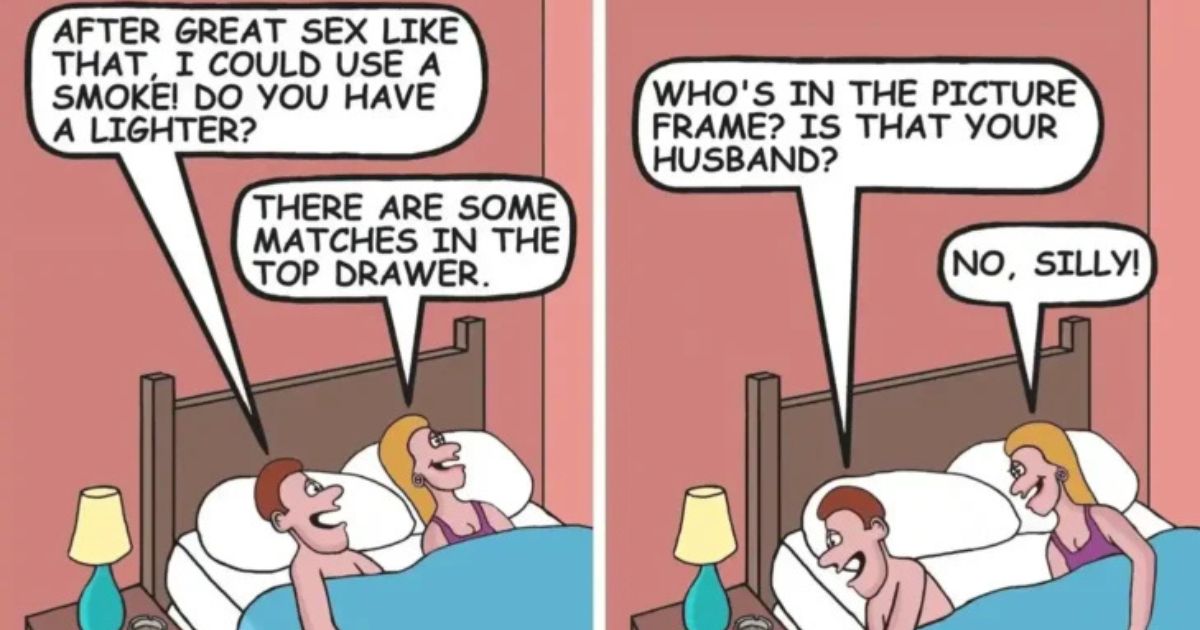 AFTER GREAT SEX LIKE
THAT, I COULD USE A
SMOKE! DO YOU HAVE
A LIGHTER?
THERE ARE SOME
MATCHES IN THE
TOP DRAWER.
WHO'S IN THE PICTURE
FRAME? IS THAT YOUR
HUSBAND?
NO, SILLY!